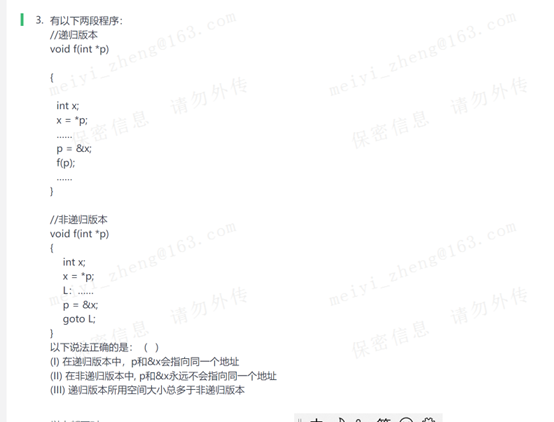 3. 有以下两段程序:
//递归版本
void f(int *p)
{
int x;
x = *p;
......
p = &x;
f(p);
......
}
//非递归版本
void f(int *p)
{
int x;
x = *p;
L: ......
p = &x;
goto L;
}
以下说法正确的是: ( )
(I) 在递归版本中，p和&x会指向同一个地址
(II) 在非递归版本中, p和&x永远不会指向同一个地址
(III) 递归版本所用空间大小总多于非递归版本
meiyi_zheng@163.com
保密信息 请勿外传
meiyi_zheng@163.com
保密信息 请勿外传
meiyi_zheng@163.com
保密信息 请勿外传
meiyi_zheng@163.com
保密信息 请勿外传